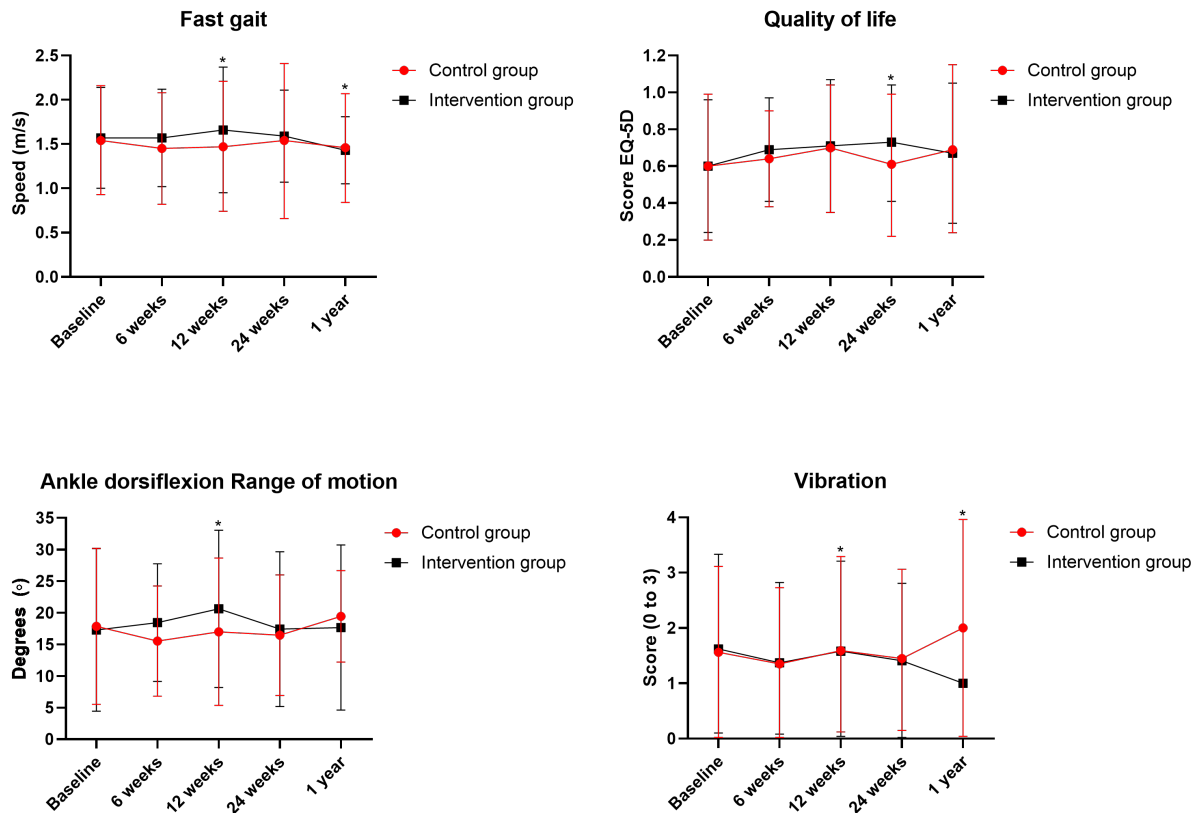 Fast gait
2.5
2.0
1.5
1.0
0.5
0.0
Speed (m/s)
*
*
Control group
Intervention group
Baseline
6 weeks
12 weeks
24 weeks
1 year
Quality of life
1.2
1.0
0.8
0.6
0.4
0.2
0.0
Score EQ-5D
*
Control group
Intervention group
Baseline
6 weeks
12 weeks
24 weeks
1 year
Ankle dorsiflexion Range of motion
35
30
25
20
15
10
5
0
Degrees (°)
*
Control group
Intervention group
Baseline
6 weeks
12 weeks
24 weeks
1 year
Vibration
4
3
2
1
0
Score (0 to 3)
*
*
Control group
Intervention group
Baseline
6 weeks
12 weeks
24 weeks
1 year